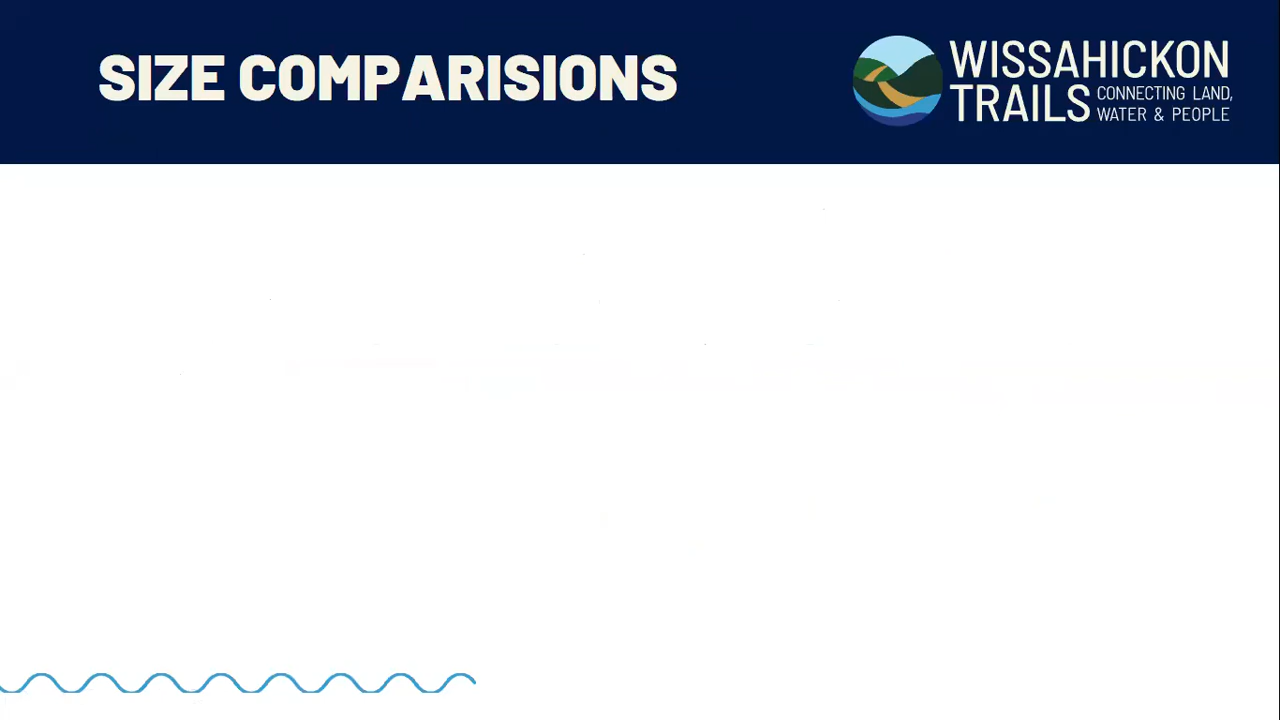 SIZE COMPARISIONS
WISSAHICKON
TRAILS
CONNECTING LAND,
WATER & PEOPLE